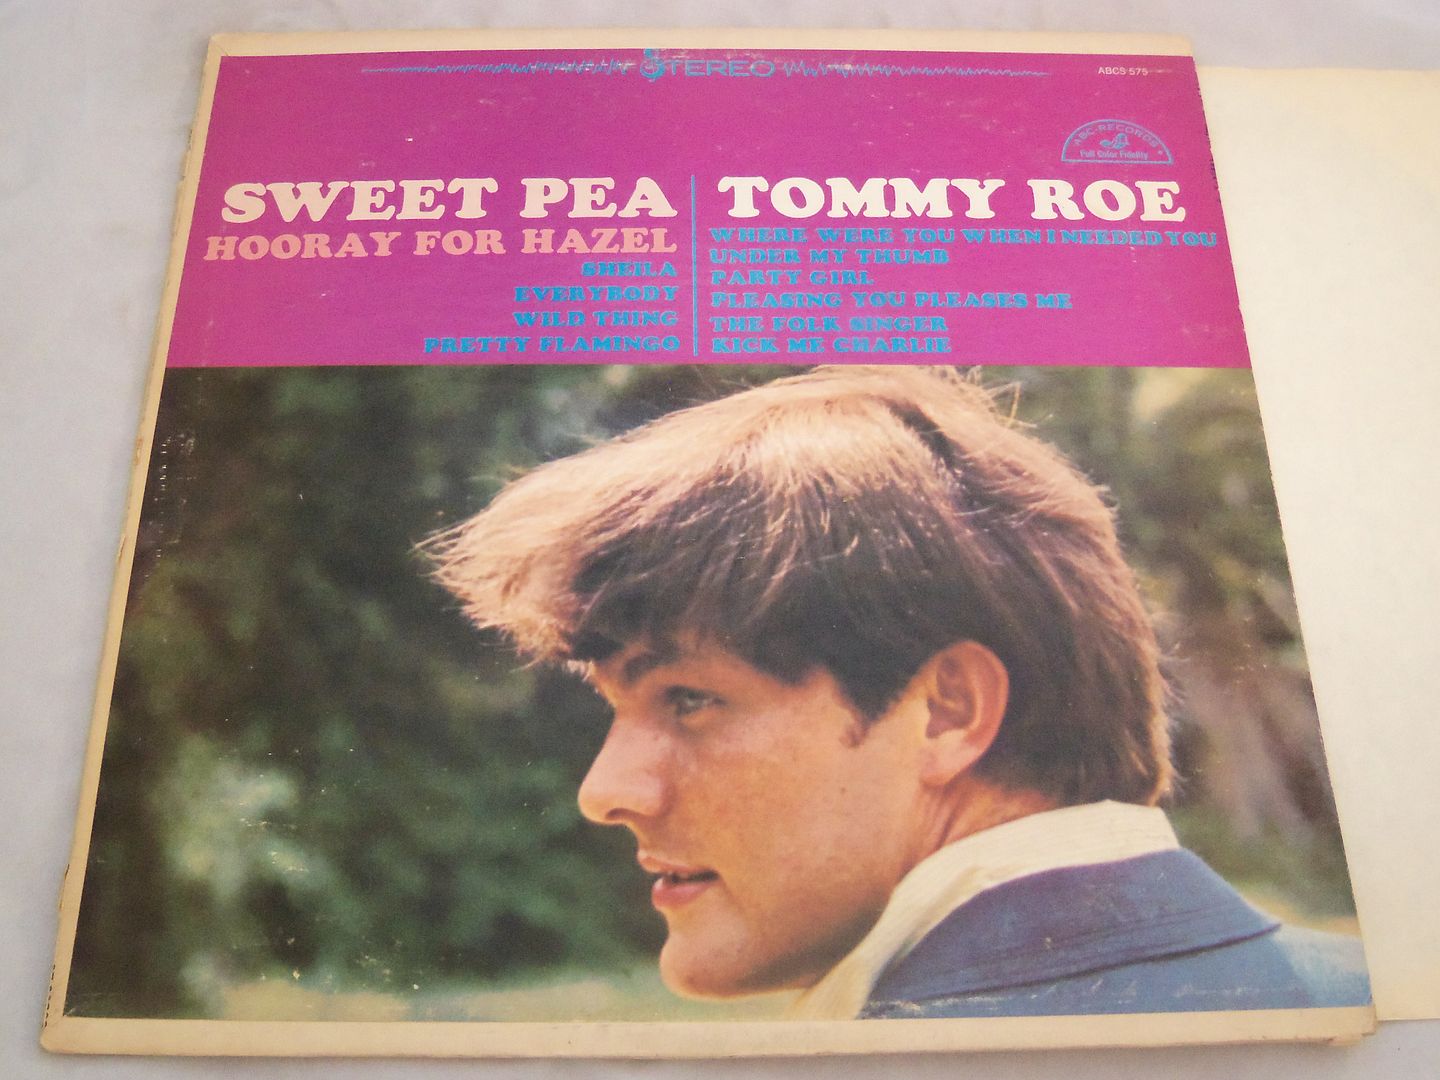 STEREO
ABCS 575
ABC-RECORDS
Full Color Fidelity
SWEET PEA
HOORAY FOR HAZEL
SHEILA
EVERYBODY
WILD THING
PRETTY FLAMINGO
TOMMY ROE
WHERE WERE YOU WHEN I NEEDED YOU
UNDER MY THUMB
PARTY GIRL
PLEASING YOU PLEASES ME
THE FOLK SINGER
KICK ME CHARLIE